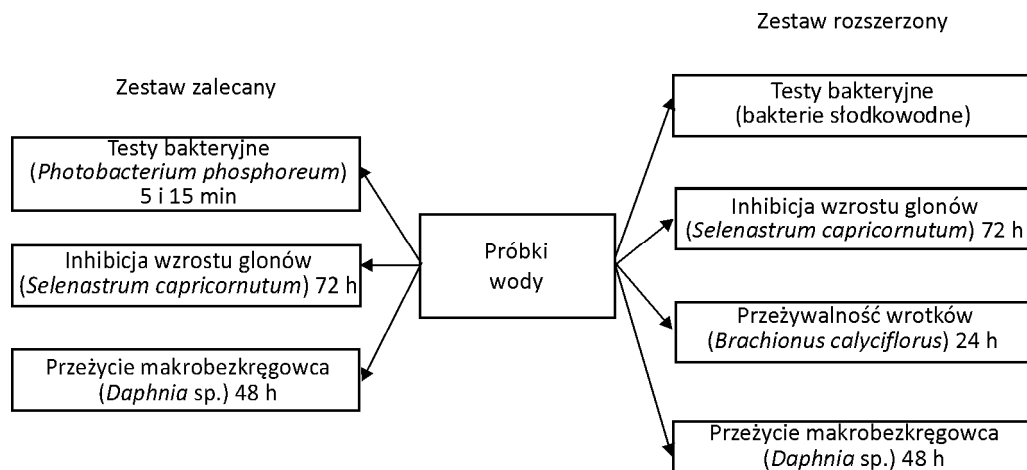 Zestaw zalecany
Testy bakteryjne
(Photobacterium phosphoreum)
5 i 15 min
Inhibicja wzrostu glonów
(Selenastrum capricornutum) 72 h
Przeżycie makrobezkręgowca
(Daphnia sp.) 48 h
Próbki
wody
Zestaw rozszerzony
Testy bakteryjne
(bakterie słodkowodne)
Inhibicja wzrostu glonów
(Selenastrum capricornutum) 72 h
Przeżywalność wrotków
(Brachionus calyciflorus) 24 h
Przeżycie makrobezkręgowca
(Daphnia sp.) 48 h